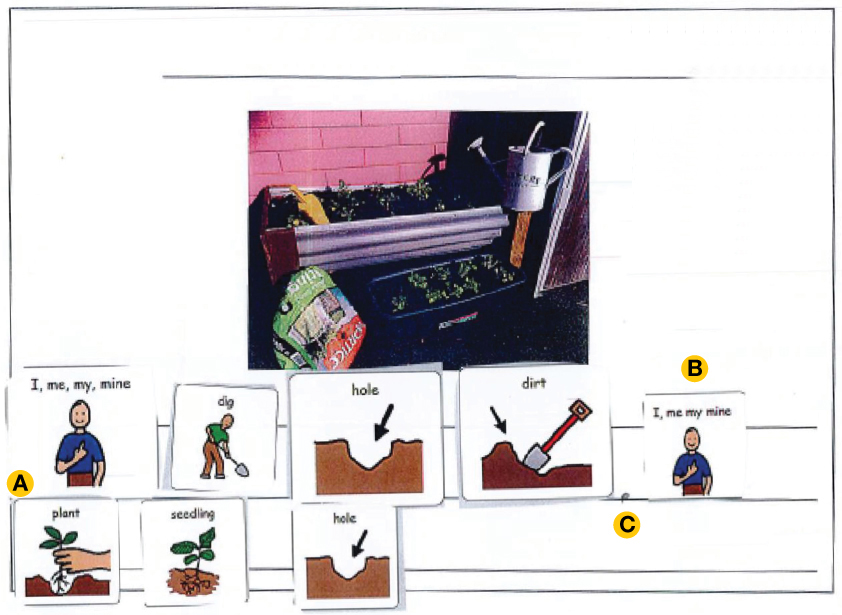 B
I, me, my, mine
dig
hole
dirt
I, me my mine
A
C
plant
seedling
hole